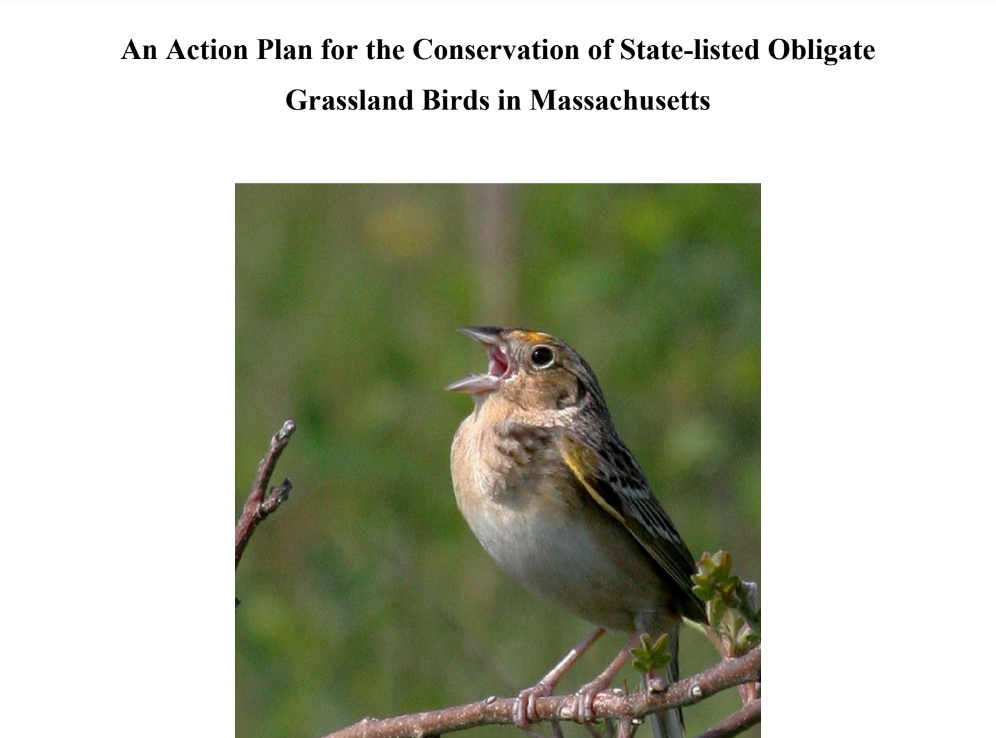 An Action Plan for the Conservation of State-listed Obligate
Grassland Birds in Massachusetts